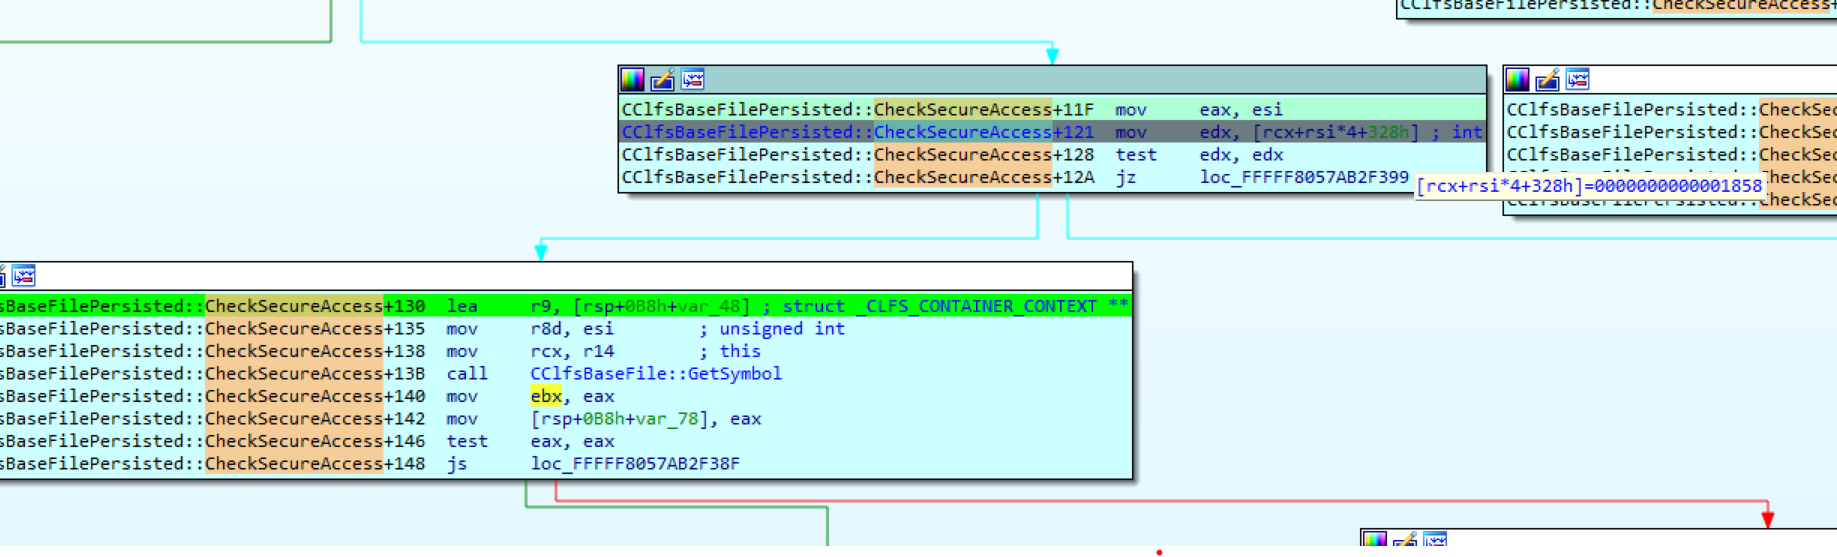 CClfsBaseFilePersisted::CheckSecureAccess+
CClfsBaseFilePersisted::CheckSecureAccess+11F mov eax, esi
CClfsBaseFilePersisted::CheckSecureAccess+121 mov edx, [rcx+rsi*4+328h] ; int
CClfsBaseFilePersisted::CheckSecureAccess+128 test edx, edx
CClfsBaseFilePersisted::CheckSecureAccess+12A jz loc_FFFFF8057AB2F399
CClfsBaseFilePersisted::CheckSec
CClfsBaseFilePersisted::CheckSec
CClfsBaseFilePersisted::CheckSec
[rcx+rsi*4+328h]=0000000000001858
sBaseFilePersisted::CheckSecureAccess+130 lea r9, [rsp+0B8h+var_48] ; struct _CLFS_CONTAINER_CONTEXT **
sBaseFilePersisted::CheckSecureAccess+135 mov r8d, esi ; unsigned int
sBaseFilePersisted::CheckSecureAccess+138 mov rcx, r14 ; this
sBaseFilePersisted::CheckSecureAccess+13B call CClfsBaseFile::GetSymbol
sBaseFilePersisted::CheckSecureAccess+140 mov ebx, eax
sBaseFilePersisted::CheckSecureAccess+142 mov [rsp+0B8h+var_78], eax
sBaseFilePersisted::CheckSecureAccess+146 test eax, eax
sBaseFilePersisted::CheckSecureAccess+148 js loc_FFFFF8057AB2F38F